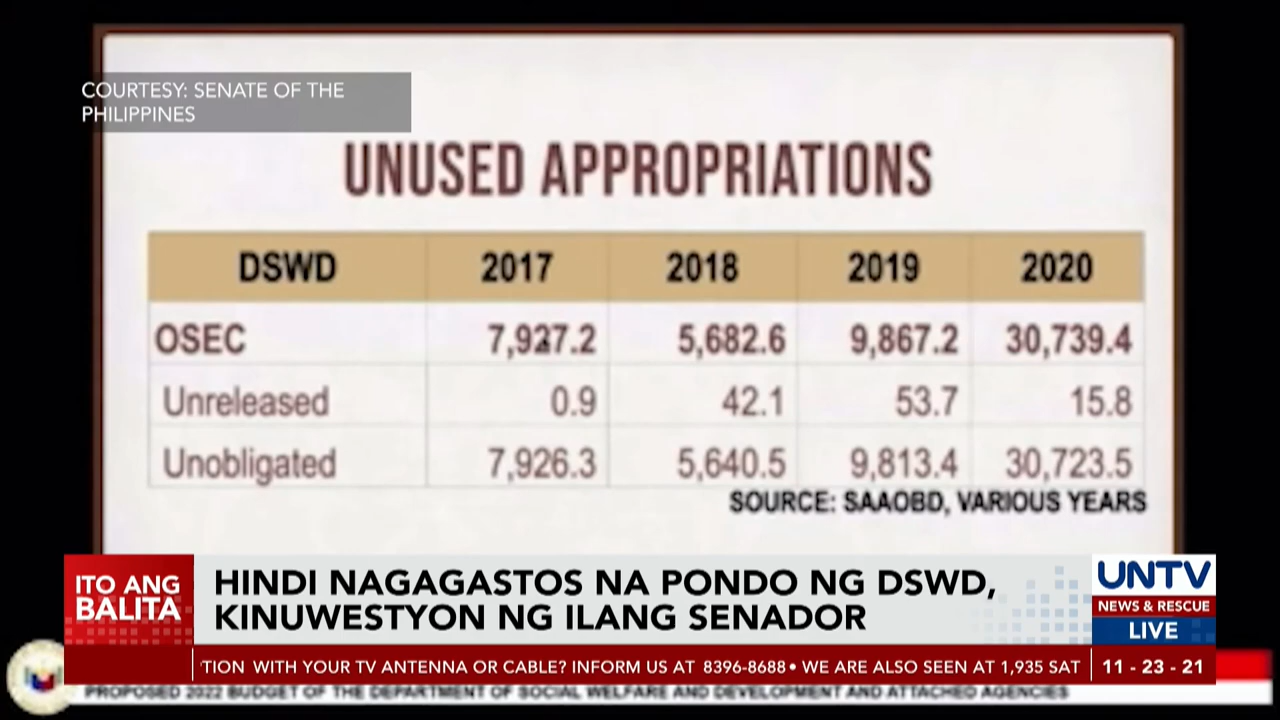 COURTESY: SENATE OF THE
PHILIPPINES
UNUSED APPROPRIATIONS
DSWD 2017 2018 2019 2020
OSEC 7,927.2 5,682.6 9,867.2 30,739.4
Unreleased 0.9 42.1 53.7 15.8
Unobligated 7,926.3 5,640.5 9,813.4 30,723.5
SOURCE: SAAOBD, VARIOUS YEARS
ITO ANG
BALITA
HINDI NAGAGASTOS NA PONDO NG DSWD,
KINUWESTYON NG ILANG SENADOR
UNTV
NEWS & RESCUE
LIVE
TION WITH YOUR TV ANTENNA OR CABLE? INFORM US AT 8396-8688• WE ARE ALSO SEEN AT 1,935 SAT
11 - 23 - 21
PROPOSED 2022 BUDGET OF THE DEPARTMENT OF SOCIAL WELFARE AND DEVELOPMENT AND ATTACHED AGENCIES